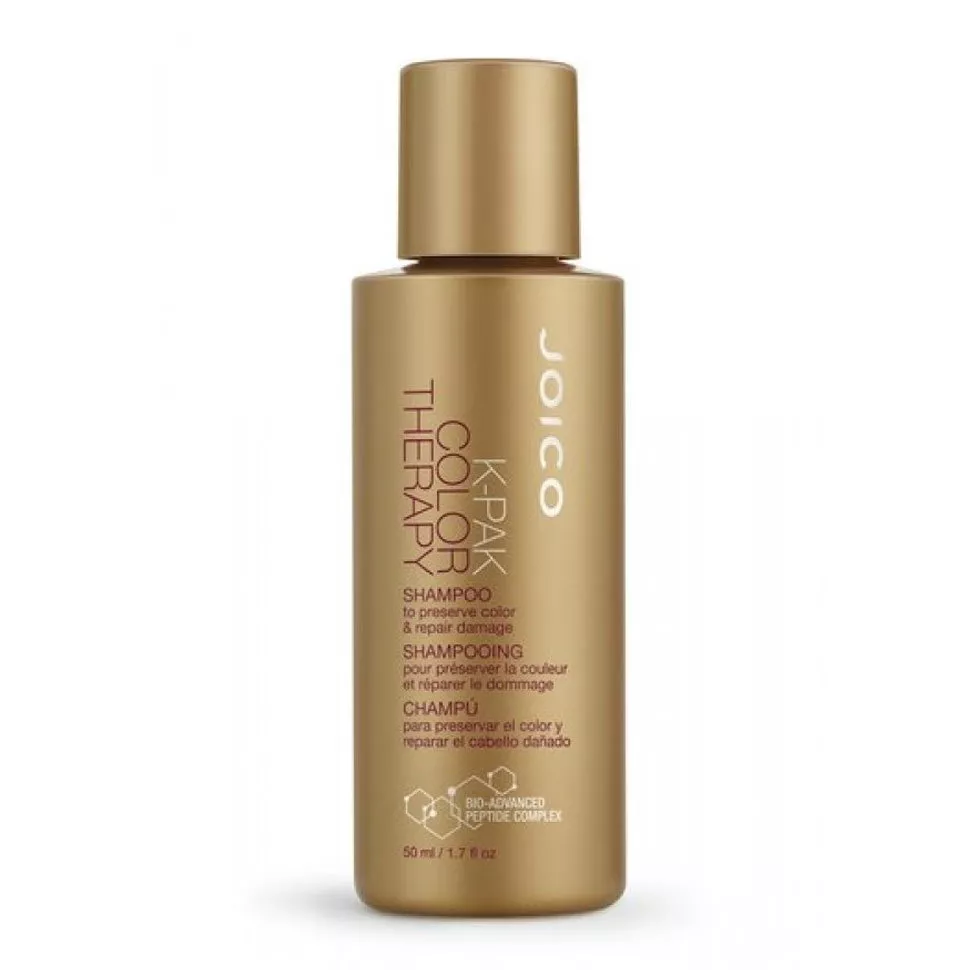 JOICO
K-PAK
COLOR
THERAPY
SHAMPOO
to preserve color
& repair damage
SHAMPOOING
pour préserver la couleur
et réparer le dommage
CHAMPÚ
para preservar el color y
reparar el cabello dañado
BIO-ADVANCED
PEPTIDE COMPLEX
50 ml / 1.7 fl oz